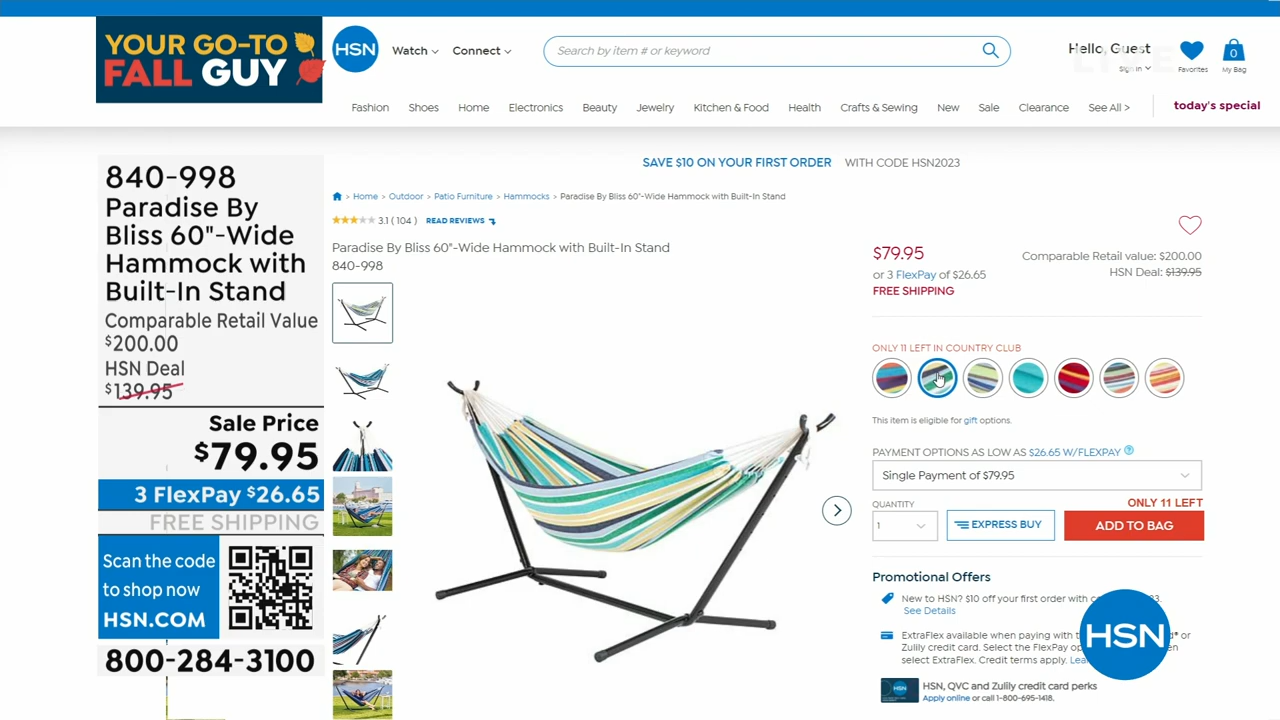 YOUR GO-TO
FALL GUY
HSN
Watch
Connect
Search by item # or keyword
Hello, Guest
Sign In
Favorites
0
My Bag
Fashion
Shoes
Home
Electronics
Beauty
Jewelry
Kitchen & Food
Health
Crafts & Sewing
New
Sale
Clearance
See All >
today's special
SAVE $10 ON YOUR FIRST ORDER WITH CODE HSN2023
840-998
Paradise By
Bliss 60"-Wide
Hammock with
Built-In Stand
Comparable Retail Value
$200.00
HSN Deal
$139.95
Sale Price
$79.95
3 FlexPay $26.65
FREE SHIPPING
Scan the code
to shop now
HSN.COM
800-284-3100
Home > Outdoor > Patio Furniture > Hammocks > Paradise By Bliss 60"-Wide Hammock with Built-In Stand
3.1 ( 104 ) READ REVIEWS
Paradise By Bliss 60"-Wide Hammock with Built-In Stand
840-998
$79.95
or 3 FlexPay of $26.65
FREE SHIPPING
Comparable Retail value: $200.00
HSN Deal: $139.95
ONLY 11 LEFT IN COUNTRY CLUB
This item is eligible for gift options.
PAYMENT OPTIONS AS LOW AS $26.65 W/FLEXPAY
Single Payment of $79.95
QUANTITY
1
EXPRESS BUY
ONLY 11 LEFT
ADD TO BAG
Promotional Offers
New to HSN? $10 off your first order with
See Details
ExtraFlex available when paying with
or
Zulily credit card. Select the FlexPay
select ExtraFlex. Credit terms apply.
HSN
HSN, QVC and Zulily credit card perks
Apply online or call 1-800-695-1418.